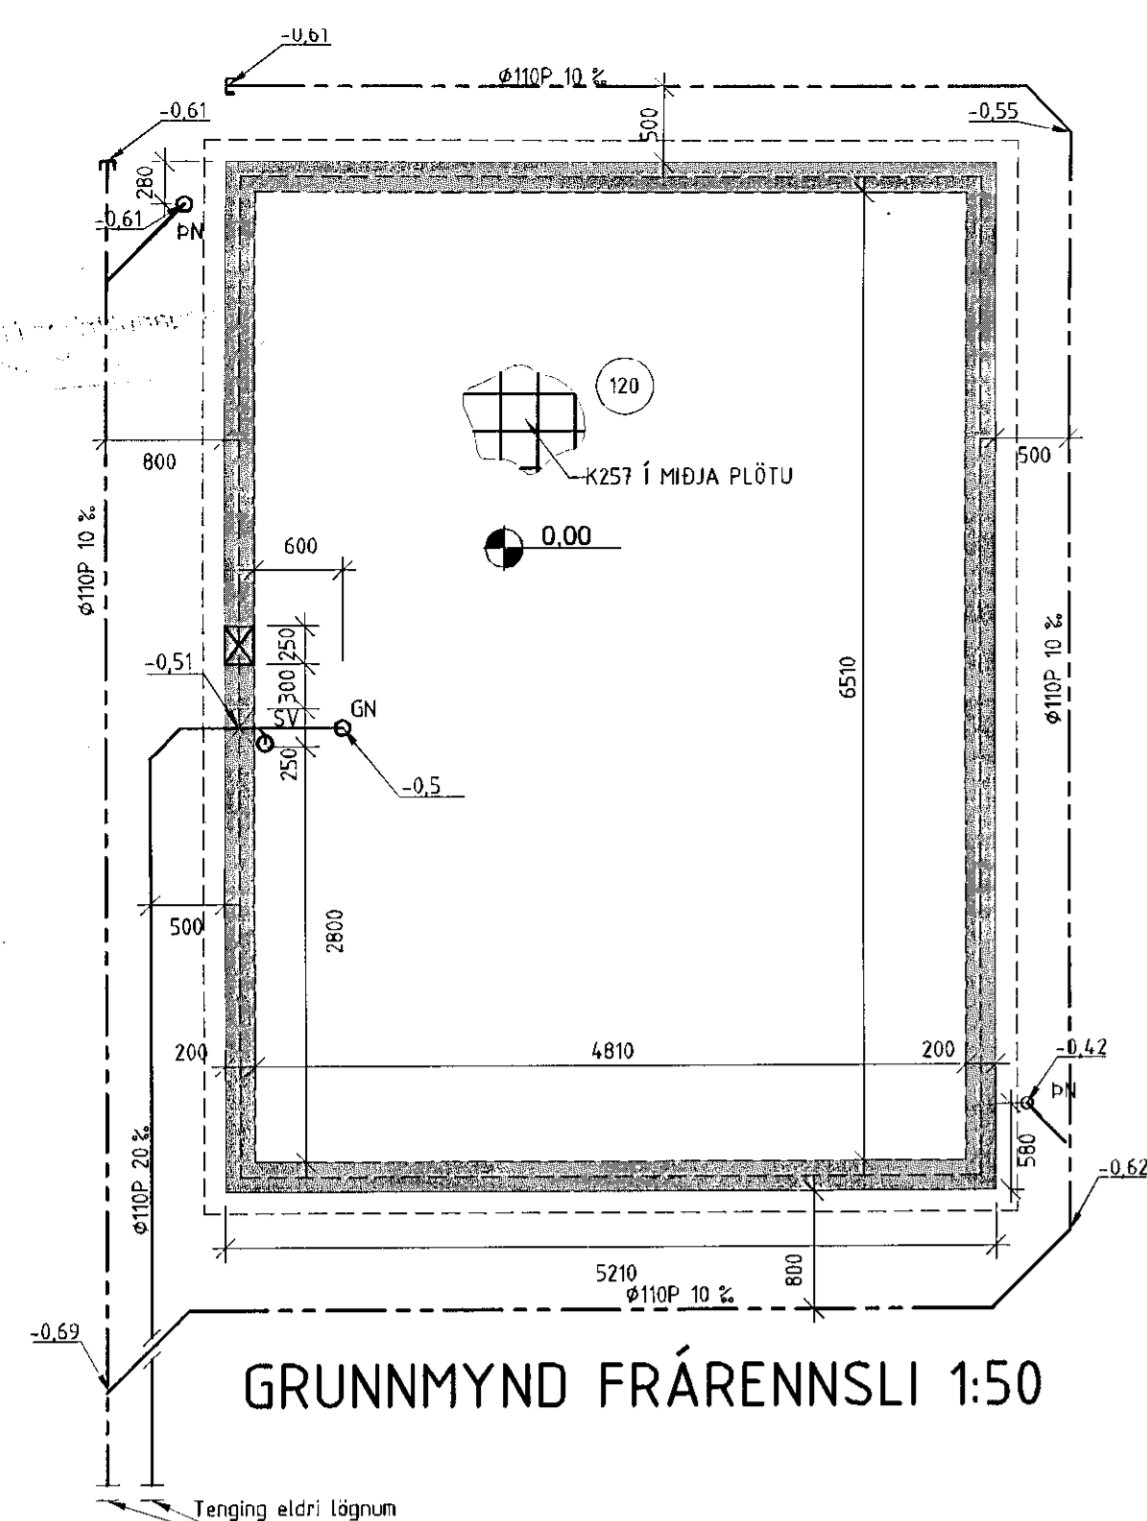 -0,61
Ø110P 10 ‰
-0,61
500
-0,55
280
-0,61
ÞN
120
800
500
K257 Í MIÐJA PLÖTU
Ø110P 10 ‰
0,00
600
250
-0,51
300
6510
Ø110P 10 ‰
SV
GN
250
-0,5
500
2800
200
4810
200
-0,42
ÞN
Ø110P 20 ‰
580
-0,62
5210
800
Ø110P 10 ‰
-0,69
GRUNNMYND FRÁRENNSLI 1:50
Tenging eldri lögnum